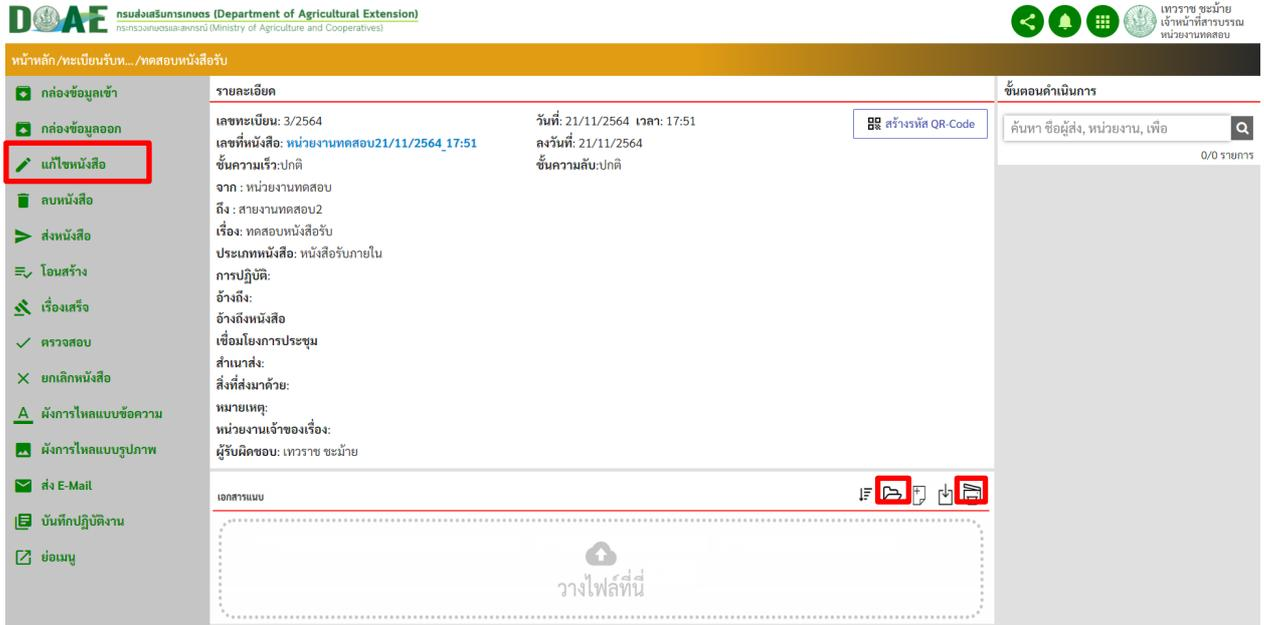 DOAE
กรมส่งเสริมการเกษตร (Department of Agricultural Extension)
กระทรวงเกษตรและสหกรณ์ (Ministry of Agriculture and Cooperatives)
เทวราช ชะม้าย
เจ้าหน้าที่สารบรรณ
หน่วยงานทดสอบ
หน้าหลัก/ทะเบียนรับท.../ทดสอบหนังสือรับ
กล่องข้อมูลเข้า
กล่องข้อมูลออก
แก้ไขหนังสือ
ลบหนังสือ
ส่งหนังสือ
โอนสร้าง
เรื่องเสร็จ
ตรวจสอบ
ยกเลิกหนังสือ
ผังการไหลแบบข้อความ
ผังการไหลแบบรูปภาพ
ส่ง E-Mail
บันทึกปฏิบัติงาน
ย่อเมนู
รายละเอียด
เลขทะเบียน: 3/2564 วันที่: 21/11/2564 เวลา: 17:51
สร้างรหัส QR-Code
เลขที่หนังสือ: หน่วยงานทดสอบ21/11/2564_17:51 ลงวันที่: 21/11/2564
ชั้นความเร็ว:ปกติ ชั้นความลับ:ปกติ
จาก : หน่วยงานทดสอบ
ถึง : สายงานทดสอบ2
เรื่อง: ทดสอบหนังสือรับ
ประเภทหนังสือ: หนังสือรับภายใน
การปฏิบัติ:
อ้างถึง:
อ้างถึงหนังสือ
เชื่อมโยงการประชุม
สำเนาส่ง:
สิ่งที่ส่งมาด้วย:
หมายเหตุ:
หน่วยงานเจ้าของเรื่อง:
ผู้รับผิดชอบ: เทวราช ชะม้าย
เอกสารแนบ
วางไฟล์ที่นี่
ขั้นตอนดำเนินการ
ค้นหา ชื่อผู้ส่ง, หน่วยงาน, เพื่อ
0/0 รายการ